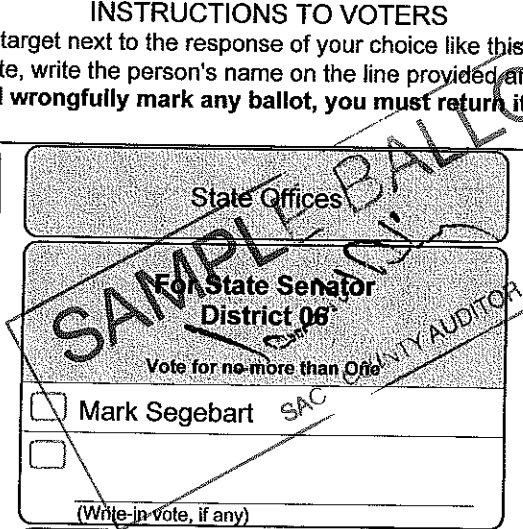 INSTRUCTIONS TO VOTERS
target next to the response of your choice like this
te, write the person's name on the line provided
wrongfully mark any ballot, you must return it
SAMPLE BALLO
State Offices
For State Senator
District 06
Vote for no more than One
SAC COUNTY AUDITOR
Mark Segebart
(Write-in vote, if any)